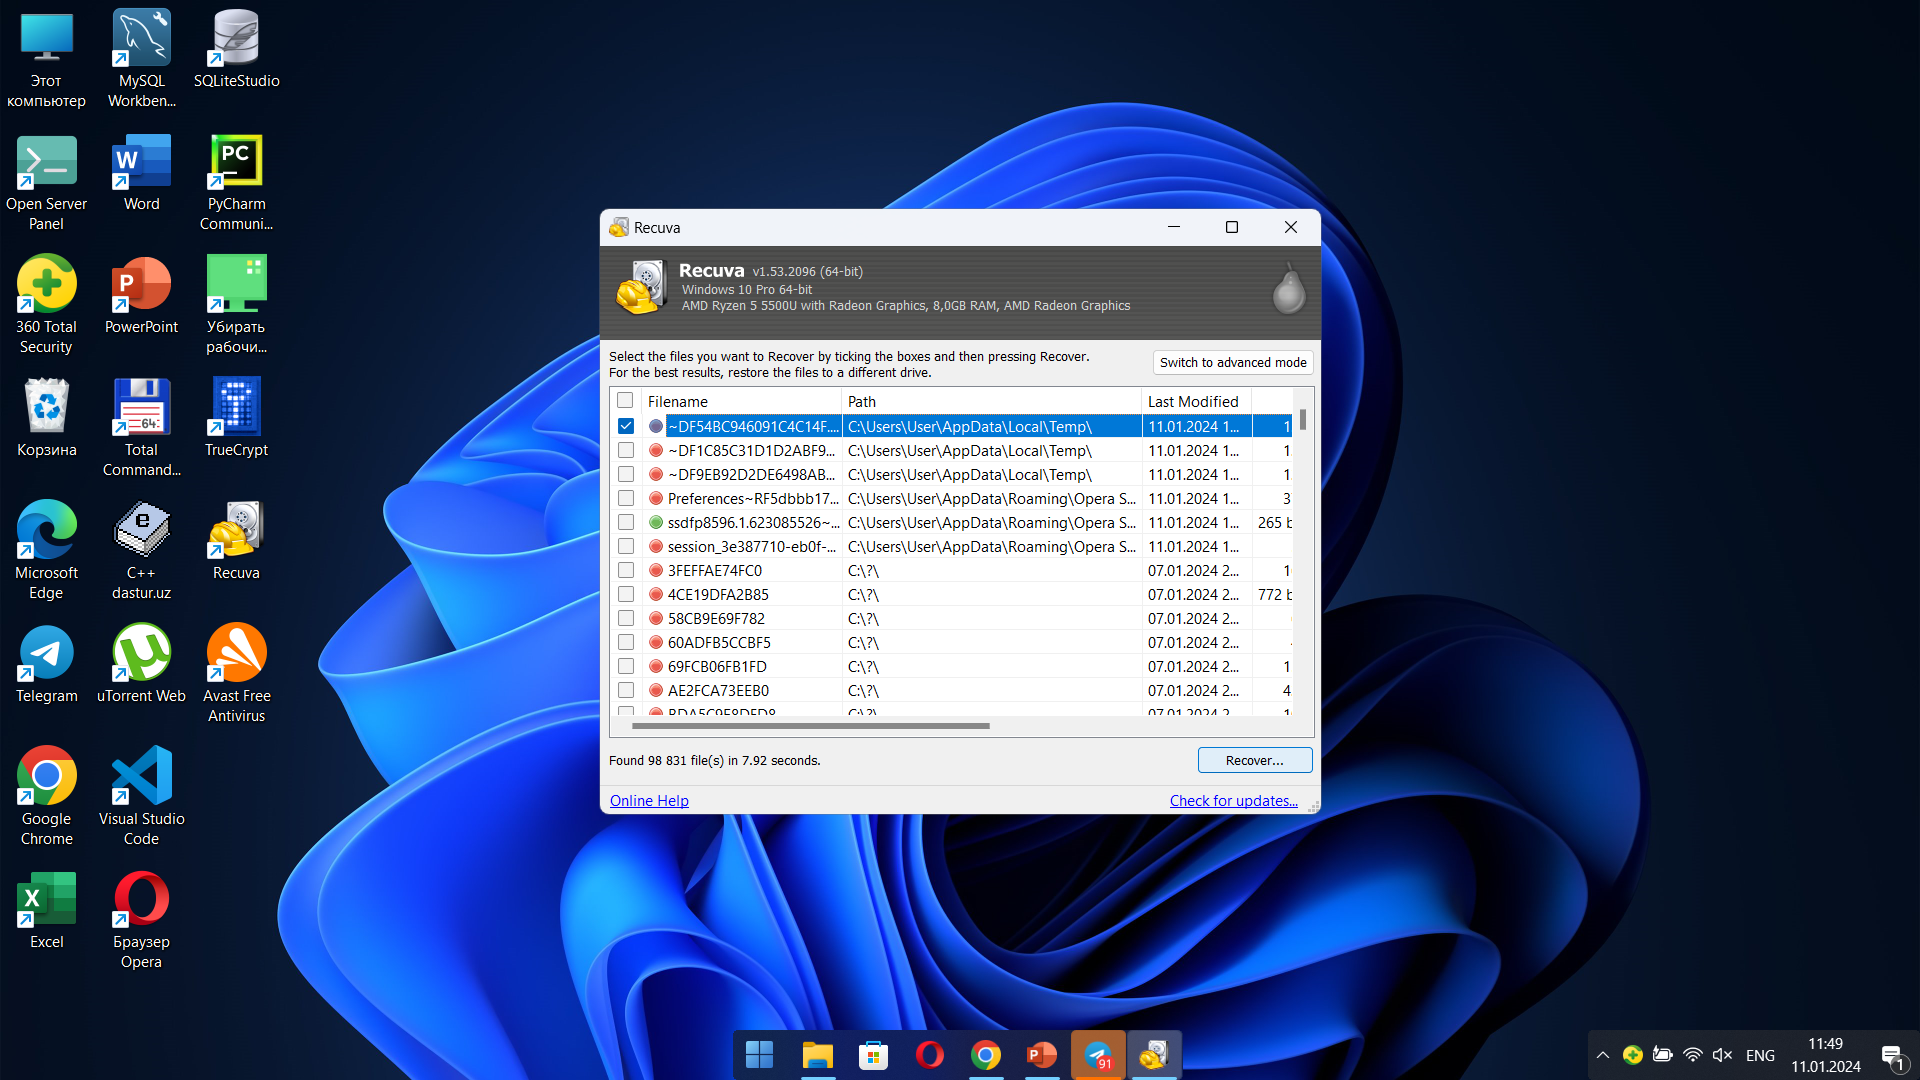 Этот
компьютер
MySQL
Workben...
SQLiteStudio
Open Server
Panel
Word
PyCharm
Communi...
360 Total
Security
PowerPoint
Убирать
рабочи...
Корзина
Total
Command...
TrueCrypt
Microsoft
Edge
C++
dastur.uz
Recuva
Telegram
uTorrent Web
Avast Free
Antivirus
Google
Chrome
Visual Studio
Code
Excel
Браузер
Opera
Recuva
Recuva v1.53.2096 (64-bit)
Windows 10 Pro 64-bit
AMD Ryzen 5 5500U with Radeon Graphics, 8,0GB RAM, AMD Radeon Graphics
Select the files you want to Recover by ticking the boxes and then pressing Recover.
For the best results, restore the files to a different drive.
Switch to advanced mode
Filename Path Last Modified
~DF54BC946091C4C14F.... C:\Users\User\AppData\Local\Temp\ 11.01.2024 1... 1
~DF1C85C31D1D2ABF9... C:\Users\User\AppData\Local\Temp\ 11.01.2024 1... 1
~DF9EB92D2DE6498AB... C:\Users\User\AppData\Local\Temp\ 11.01.2024 1... 1
Preferences~RF5dbbb17... C:\Users\User\AppData\Roaming\Opera S... 11.01.2024 1... 3
ssdfp8596.1.623085526~... C:\Users\User\AppData\Roaming\Opera S... 11.01.2024 1... 265 b
session_3e387710-eb0f-... C:\Users\User\AppData\Roaming\Opera S... 11.01.2024 1...
3FEFFAE74FC0 C:\?\ 07.01.2024 2... 1
4CE19DFA2B85 C:\?\ 07.01.2024 2... 772 b
58CB9E69F782 C:\?\ 07.01.2024 2...
60ADFB5CCBF5 C:\?\ 07.01.2024 2...
69FCB06FB1FD C:\?\ 07.01.2024 2... 1
AE2FCA73EEB0 C:\?\ 07.01.2024 2... 4
BDA5C9E8DFD8 C:\?\ 07.01.2024 2...
Found 98 831 file(s) in 7.92 seconds.
Recover...
Online Help
Check for updates...
91
ENG
11:49
11.01.2024
1